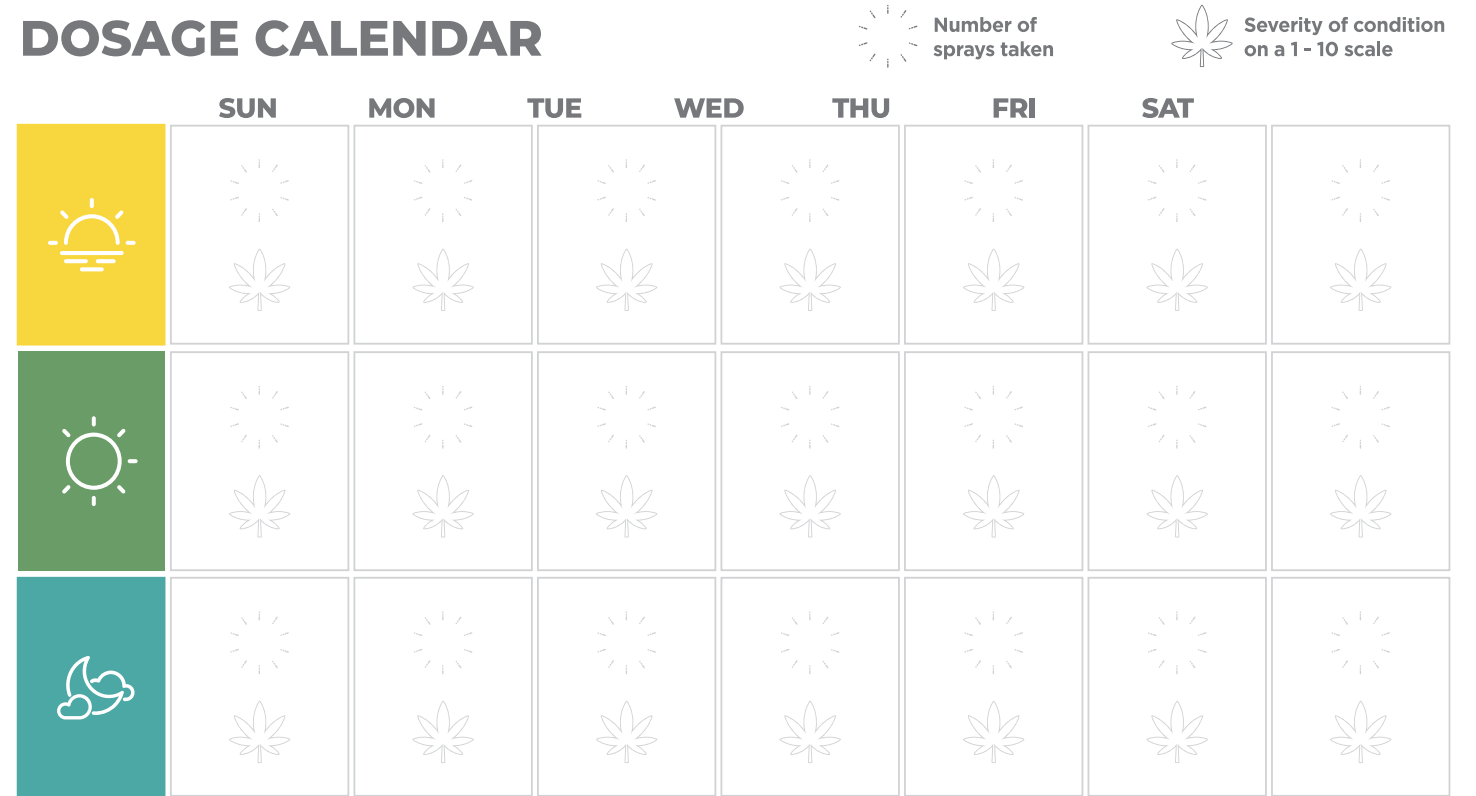 DOSAGE CALENDAR
Number of
sprays taken
Severity of condition
on a 1 - 10 scale
SUN MON TUE WED THU FRI SAT